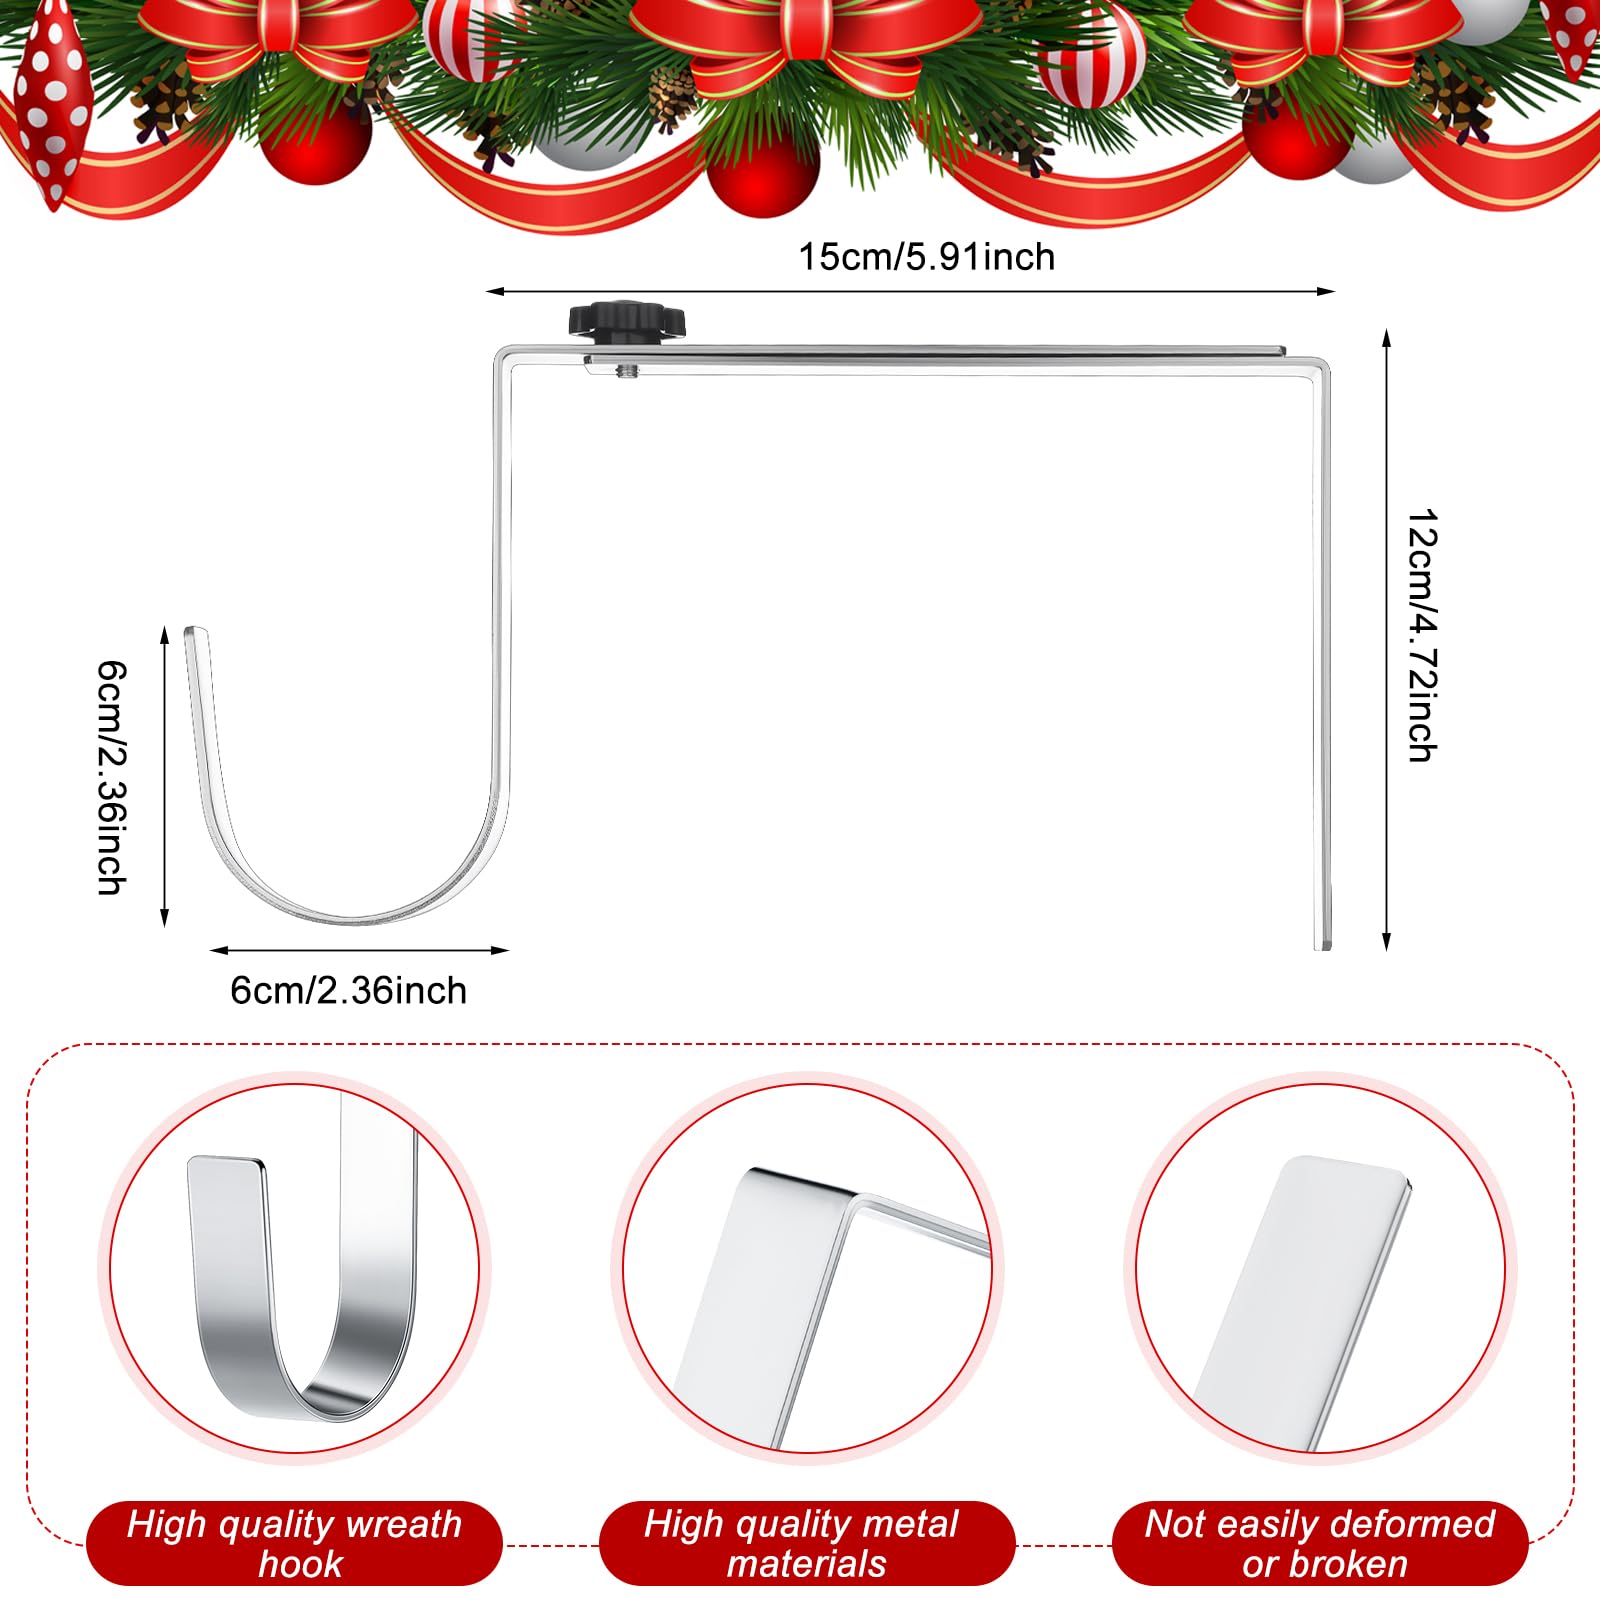 15cm/5.91inch
12cm/4.72inch
6cm/2.36inch
6cm/2.36inch
High quality wreath
hook
High quality metal
materials
Not easily deformed
or broken